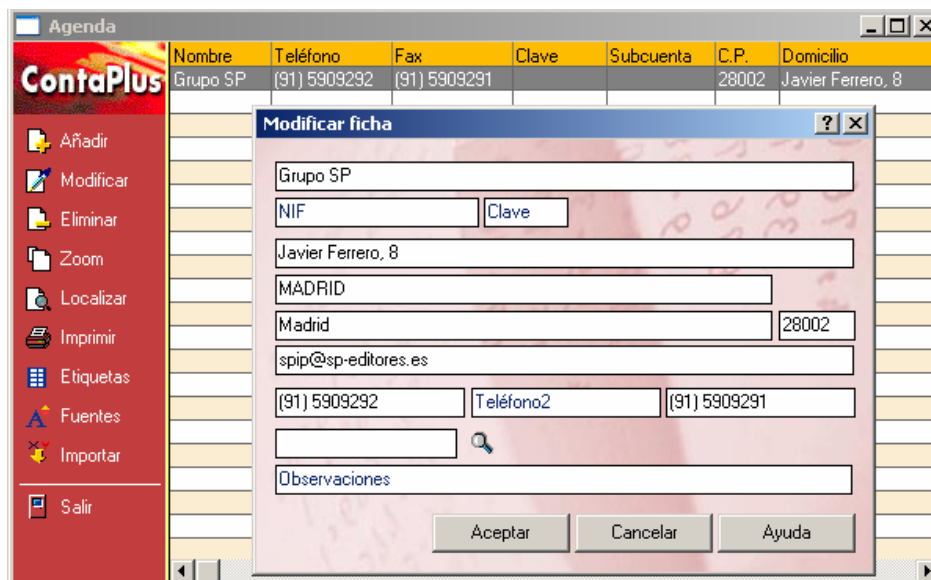 Agenda
ContaPlus
Nombre Teléfono Fax Clave Subcuenta C.P. Domicilio
Grupo SP (91) 5909292 (91) 5909291 28002 Javier Ferrero, 8
Añadir
Modificar
Eliminar
Zoom
Localizar
Imprimir
Etiquetas
Fuentes
Importar
Salir
Modificar ficha
Grupo SP
NIF Clave
Javier Ferrero, 8
MADRID
Madrid 28002
spip@sp-editores.es
(91) 5909292 Teléfono2 (91) 5909291
Observaciones
Aceptar Cancelar Ayuda